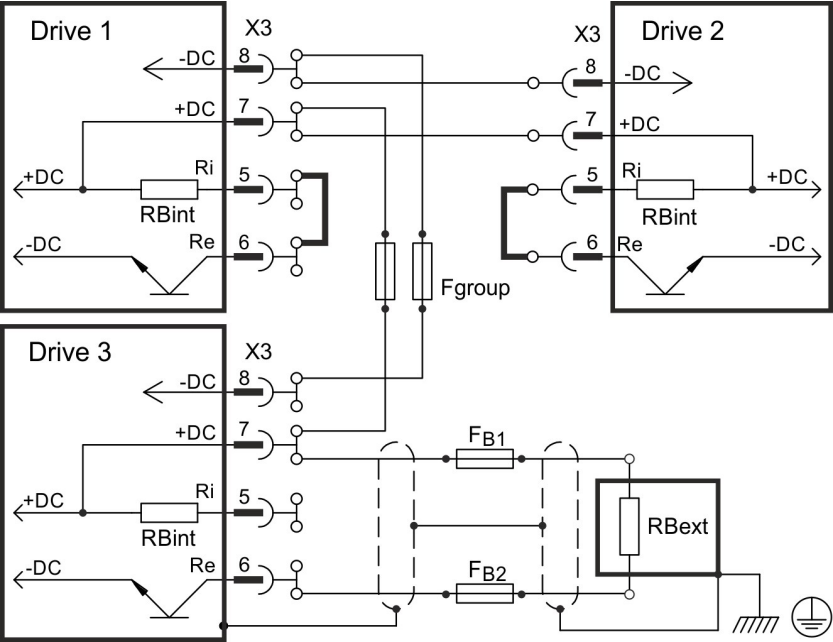 Drive 1
X3
8
-DC
7
+DC
+DC
Ri
5
RBint
-DC
Re
6
Drive 2
X3
8
-DC
7
+DC
5
Ri
+DC
RBint
6
Re
-DC
Fgroup
Drive 3
X3
8
-DC
7
+DC
+DC
Ri
5
RBint
-DC
Re
6
FB1
RBext
FB2